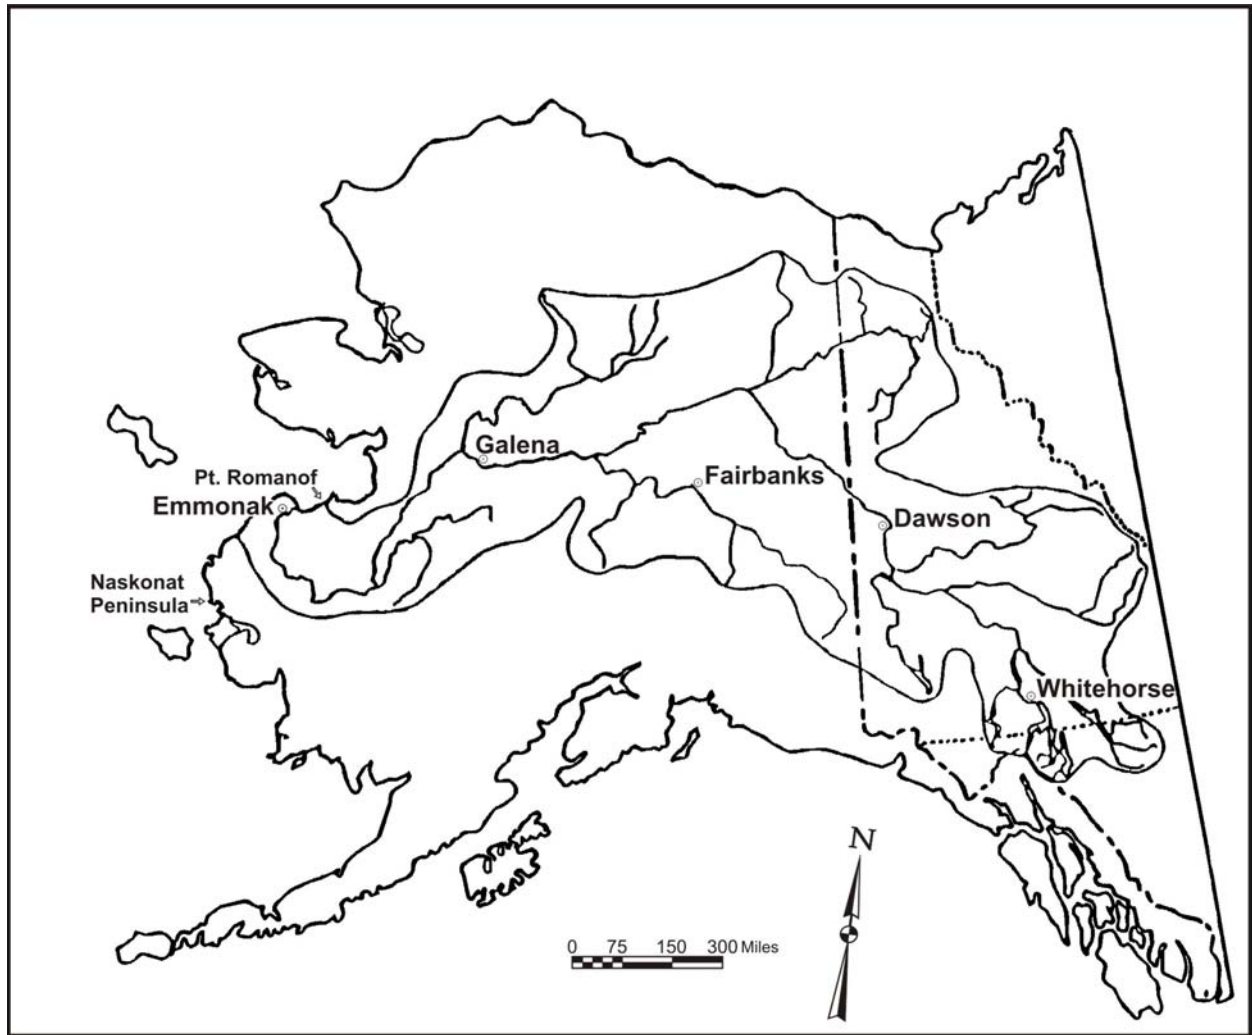 Galena
Pt. Romanof
Fairbanks
Emmonak
Dawson
Naskonat
Peninsula
Whitehorse
N
0 75 150 300 Miles